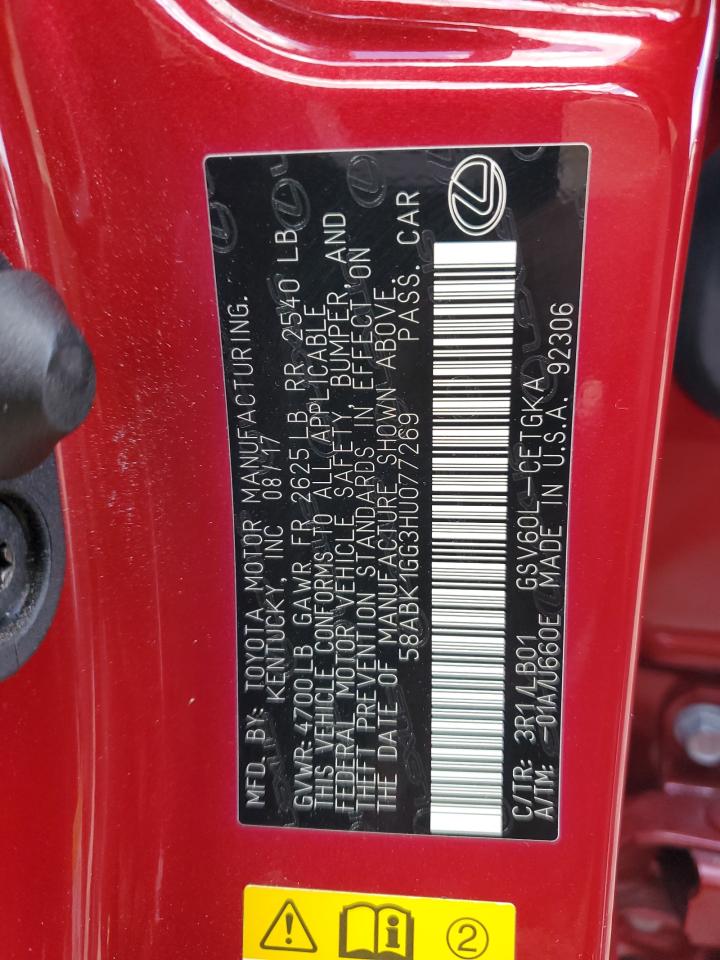 MFD. BY: TOYOTA MOTOR MANUFACTURING.
KENTUCKY, INC 08/17
GVWR 4700LB GAWR FR 2625LB RR 2540 LB
THIS VEHICLE CONFORMS TO ALL APPLICABLE
FEDERAL MOTOR VEHICLE SAFETY BUMPER, AND
THEFT PREVENTION STANDARDS IN EFFECT ON
THE DATE OF MANUFACTURE SHOWN ABOVE.
58ABK1GG3HU077269 PASS. CAR
C/TR: 3R1/LB01 GSV60L-CETGKA
A/TM: -01A/U660E MADE IN U.S.A. 92306
2